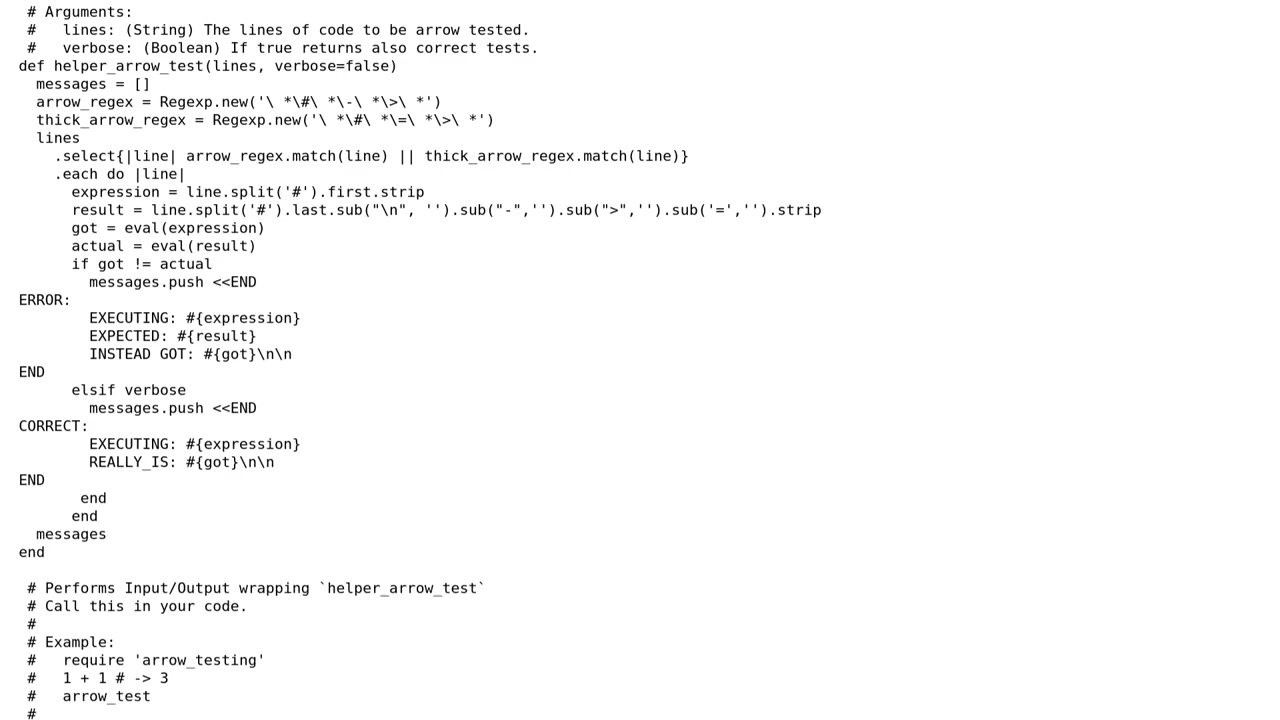 # Arguments:
#   lines: (String) The lines of code to be arrow tested.
#   verbose: (Boolean) If true returns also correct tests.
def helper_arrow_test(lines, verbose=false)
  messages = []
  arrow_regex = Regexp.new('\ *\#\ *\-\ *\>\ *')
  thick_arrow_regex = Regexp.new('\ *\#\ *\=\ *\>\ *')
  lines
    .select{|line| arrow_regex.match(line) || thick_arrow_regex.match(line)}
    .each do |line|
      expression = line.split('#').first.strip
      result = line.split('#').last.sub("\n", '').sub("-",'').sub(">",'').sub('=','').strip
      got = eval(expression)
      actual = eval(result)
      if got != actual
        messages.push <<END
ERROR:
        EXECUTING: #{expression}
        EXPECTED: #{result}
        INSTEAD GOT: #{got}\n\n
END
      elsif verbose
        messages.push <<END
CORRECT:
        EXECUTING: #{expression}
        REALLY_IS: #{got}\n\n
END
       end
      end
  messages
end

 # Performs Input/Output wrapping `helper_arrow_test`
 # Call this in your code.
 #
 # Example:
 #   require 'arrow_testing'
 #   1 + 1 # -> 3
 #   arrow_test
 #